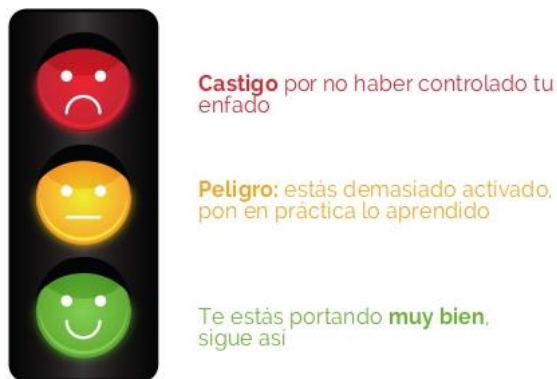 Castigo por no haber controlado tu
enfado
Peligro: estás demasiado activado,
pon en práctica lo aprendido
Te estás portando muy bien,
sigue así